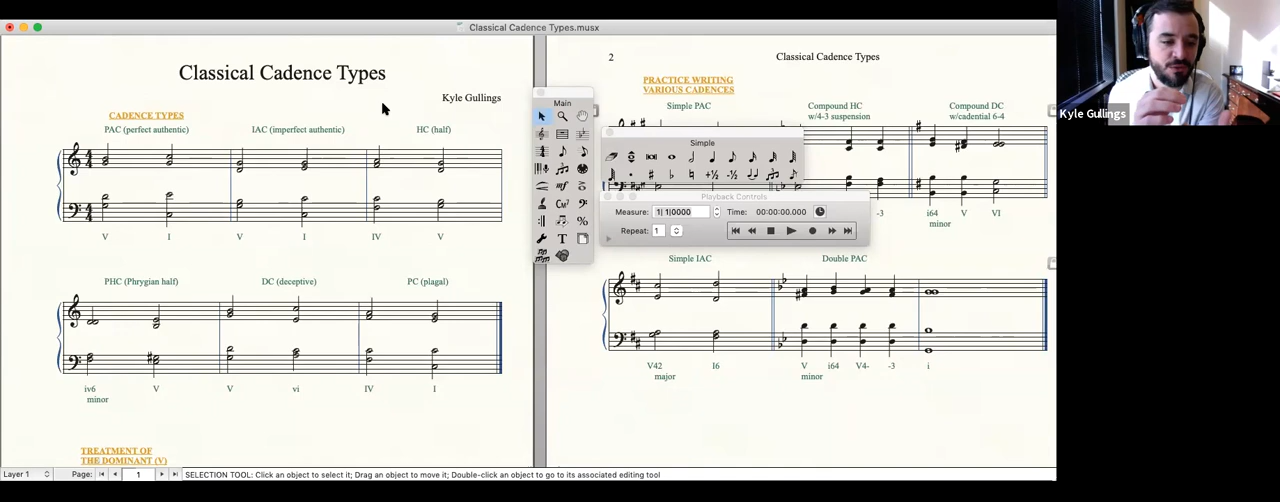 Classical Cadence Types.musx
Classical Cadence Types
Kyle Gullings
CADENCE TYPES
PAC (perfect authentic)
IAC (imperfect authentic)
HC (half)
V I V I IV V
PHC (Phrygian half)
DC (deceptive)
PC (plagal)
iv6 V V vi IV I
minor
TREATMENT OF
THE DOMINANT (V)
2
Classical Cadence Types
PRACTICE WRITING
VARIOUS CADENCES
Simple PAC
Compound HC
w/4-3 suspension
Compound DC
w/cadential 6-4
-3 i64 V VI
minor
Simple IAC
Double PAC
V42 I6 V i64 V4- -3 i
major minor
Main
Simple
Playback Controls
Measure: 1| 1|0000 Time: 00:00:00.000
Repeat: 1
Layer 1 Page: 1 SELECTION TOOL: Click an object to select it; Drag an object to move it; Double-click an object to go to its associated editing tool
Kyle Gullings